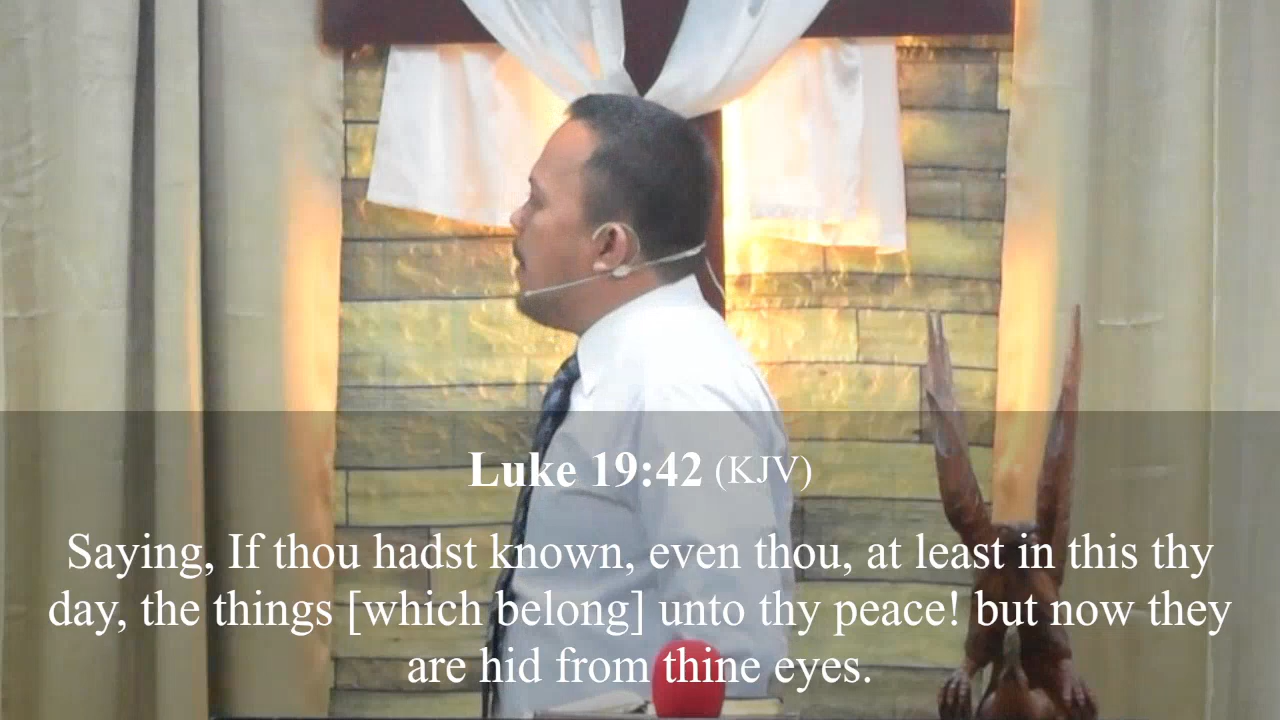 Luke 19:42 (KJV)
Saying, If thou hadst known, even thou, at least in this thy
day, the things [which belong] unto thy peace! but now they
are hid from thine eyes.